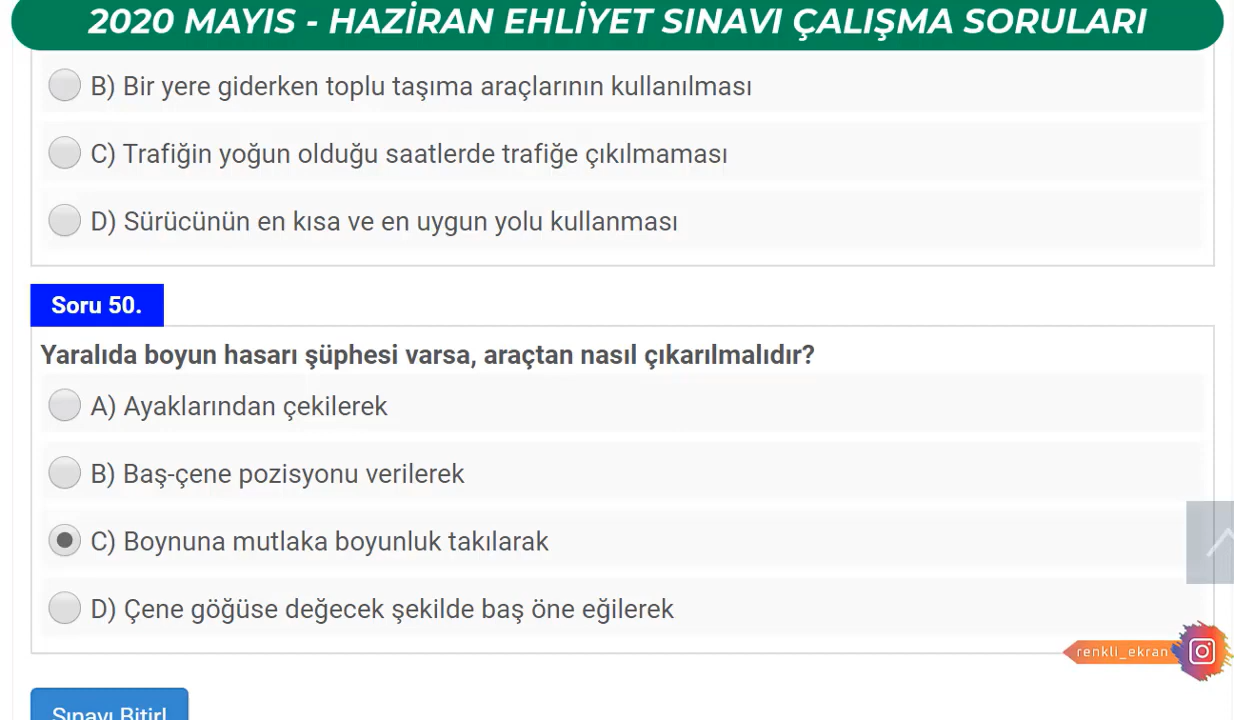 2020 MAYIS - HAZİRAN EHLİYET SINAVI ÇALIŞMA SORULARI
B) Bir yere giderken toplu taşıma araçlarının kullanılması
C) Trafiğin yoğun olduğu saatlerde trafiğe çıkılmaması
D) Sürücünün en kısa ve en uygun yolu kullanması
Soru 50.
Yaralıda boyun hasarı şüphesi varsa, araçtan nasıl çıkarılmalıdır?
A) Ayaklarından çekilerek
B) Baş-çene pozisyonu verilerek
C) Boynuna mutlaka boyunluk takılarak
D) Çene göğüse değecek şekilde baş öne eğilerek
renkli_ekran
Sınavı Bitir!